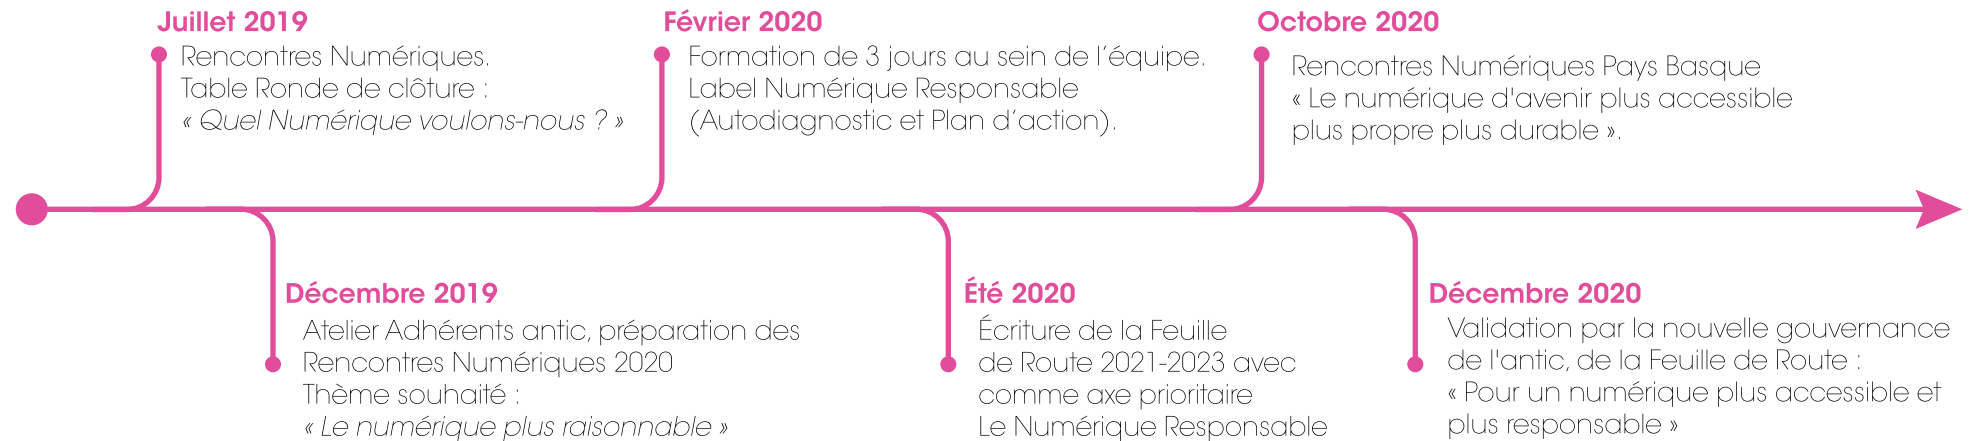 Juillet 2019
Rencontres Numériques.
Table Ronde de clôture :
« Quel Numérique voulons-nous ? »
Décembre 2019
Atelier Adhérents antic, préparation des
Rencontres Numériques 2020
Thème souhaité :
« Le numérique plus raisonnable »
Février 2020
Formation de 3 jours au sein de l’équipe.
Label Numérique Responsable
(Autodiagnostic et Plan d’action).
Été 2020
Écriture de la Feuille
de Route 2021-2023 avec
comme axe prioritaire
Le Numérique Responsable
Octobre 2020
Rencontres Numériques Pays Basque
« Le numérique d'avenir plus accessible
plus propre plus durable ».
Décembre 2020
Validation par la nouvelle gouvernance
de l'antic, de la Feuille de Route :
« Pour un numérique plus accessible et
plus responsable »